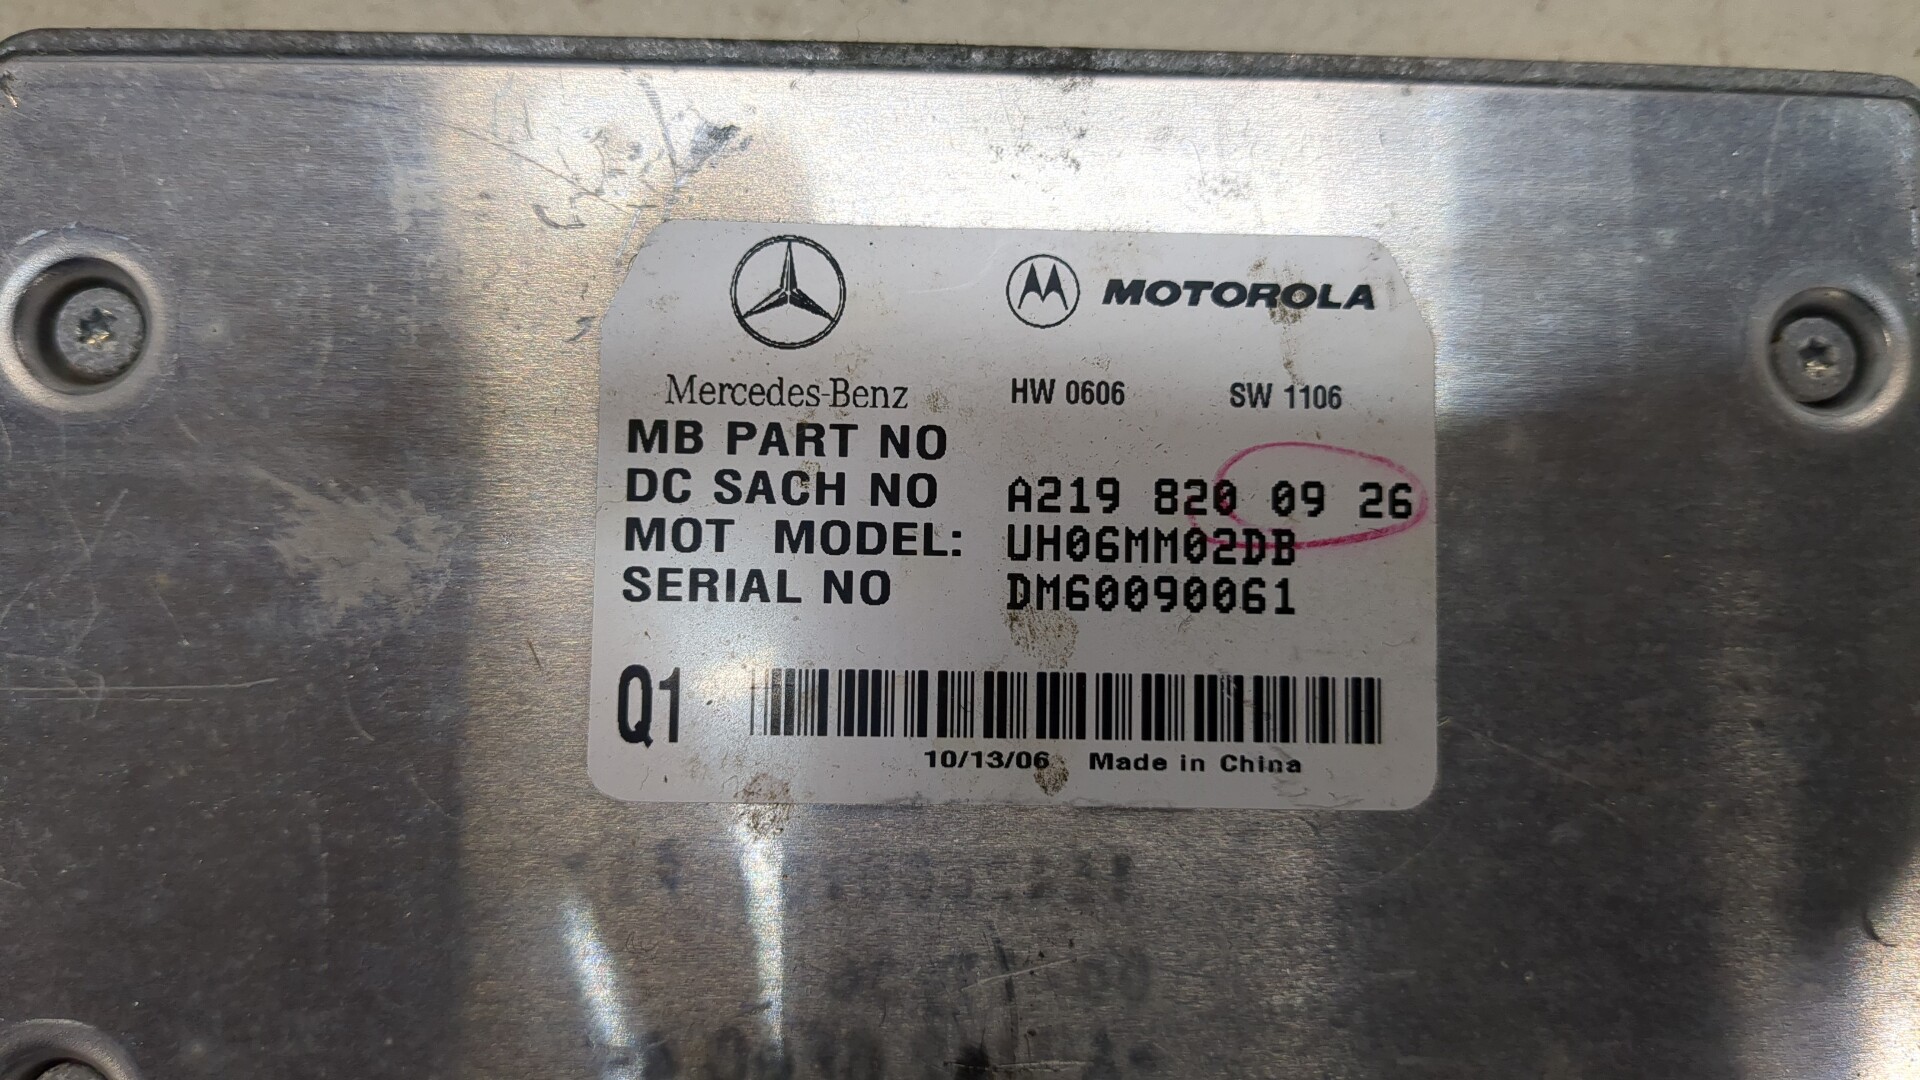 MOTOROLA
Mercedes-Benz HW 0606 SW 1106
MB PART NO
DC SACH NO A219 820 09 26
MOT MODEL: UH06MM02DB
SERIAL NO DM60090061
Q1
10/13/06 Made in China